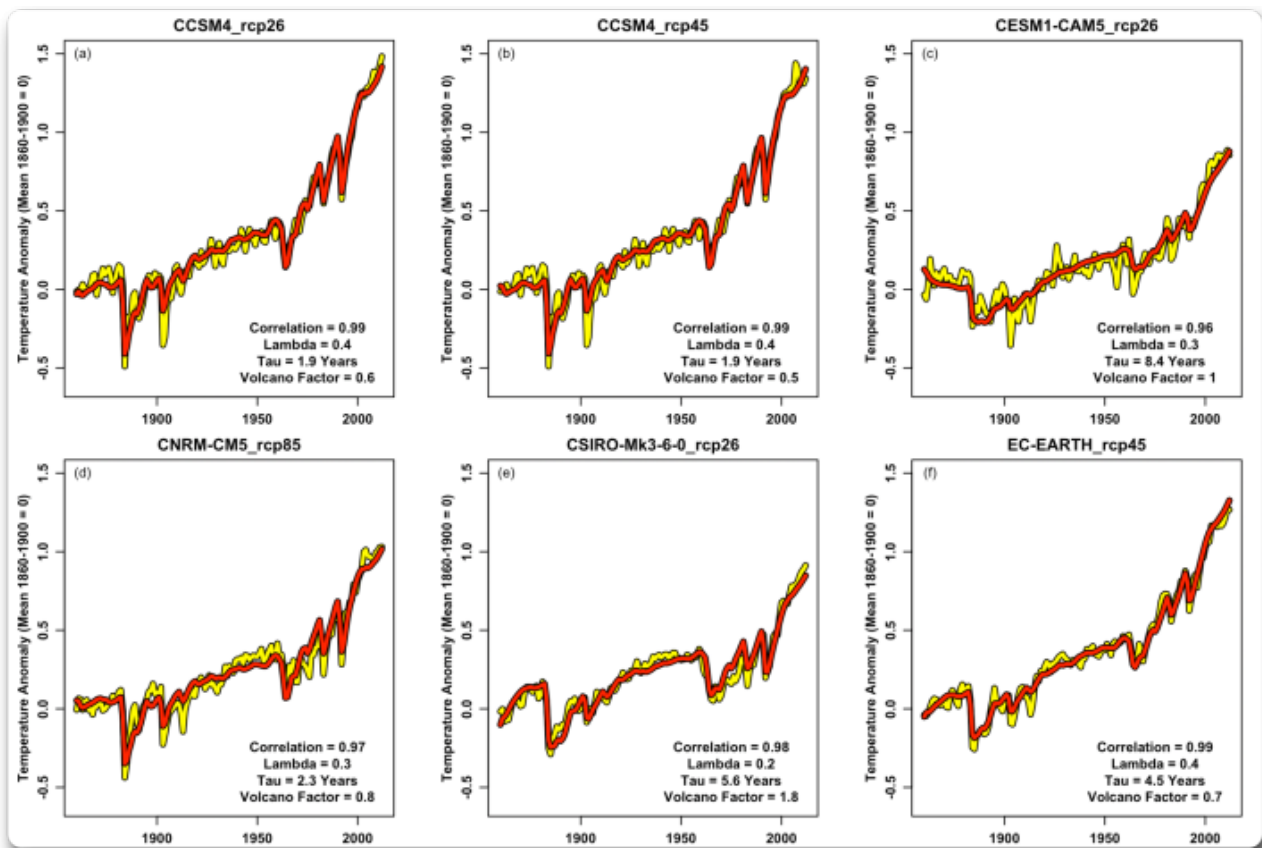 CCSM4_rcp26
(a)
Temperature Anomaly (Mean 1860-1900 = 0)
1.5
1.0
0.5
0.0
-0.5
Correlation = 0.99
Lambda = 0.4
Tau = 1.9 Years
Volcano Factor = 0.6
1900
1950
2000
CCSM4_rcp45
(b)
Temperature Anomaly (Mean 1860-1900 = 0)
1.5
1.0
0.5
0.0
-0.5
Correlation = 0.99
Lambda = 0.4
Tau = 1.9 Years
Volcano Factor = 0.5
1900
1950
2000
CESM1-CAM5_rcp26
(c)
Temperature Anomaly (Mean 1860-1900 = 0)
1.5
1.0
0.5
0.0
-0.5
Correlation = 0.96
Lambda = 0.3
Tau = 8.4 Years
Volcano Factor = 1
1900
1950
2000
CNRM-CM5_rcp85
(d)
Temperature Anomaly (Mean 1860-1900 = 0)
1.5
1.0
0.5
0.0
-0.5
Correlation = 0.97
Lambda = 0.3
Tau = 2.3 Years
Volcano Factor = 0.8
1900
1950
2000
CSIRO-Mk3-6-0_rcp26
(e)
Temperature Anomaly (Mean 1860-1900 = 0)
1.5
1.0
0.5
0.0
-0.5
Correlation = 0.98
Lambda = 0.2
Tau = 5.6 Years
Volcano Factor = 1.8
1900
1950
2000
EC-EARTH_rcp45
(f)
Temperature Anomaly (Mean 1860-1900 = 0)
1.5
1.0
0.5
0.0
-0.5
Correlation = 0.99
Lambda = 0.4
Tau = 4.5 Years
Volcano Factor = 0.7
1900
1950
2000